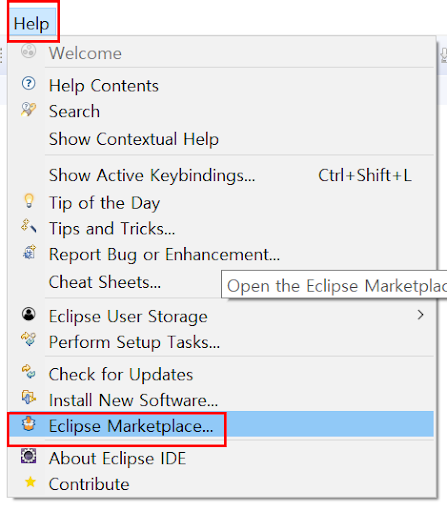 Help
Welcome
Help Contents
Search
Show Contextual Help
Show Active Keybindings... Ctrl+Shift+L
Tip of the Day
Tips and Tricks...
Report Bug or Enhancement...
Cheat Sheets...
Open the Eclipse Marketplac
Eclipse User Storage
Perform Setup Tasks...
Check for Updates
Install New Software...
Eclipse Marketplace...
About Eclipse IDE
Contribute